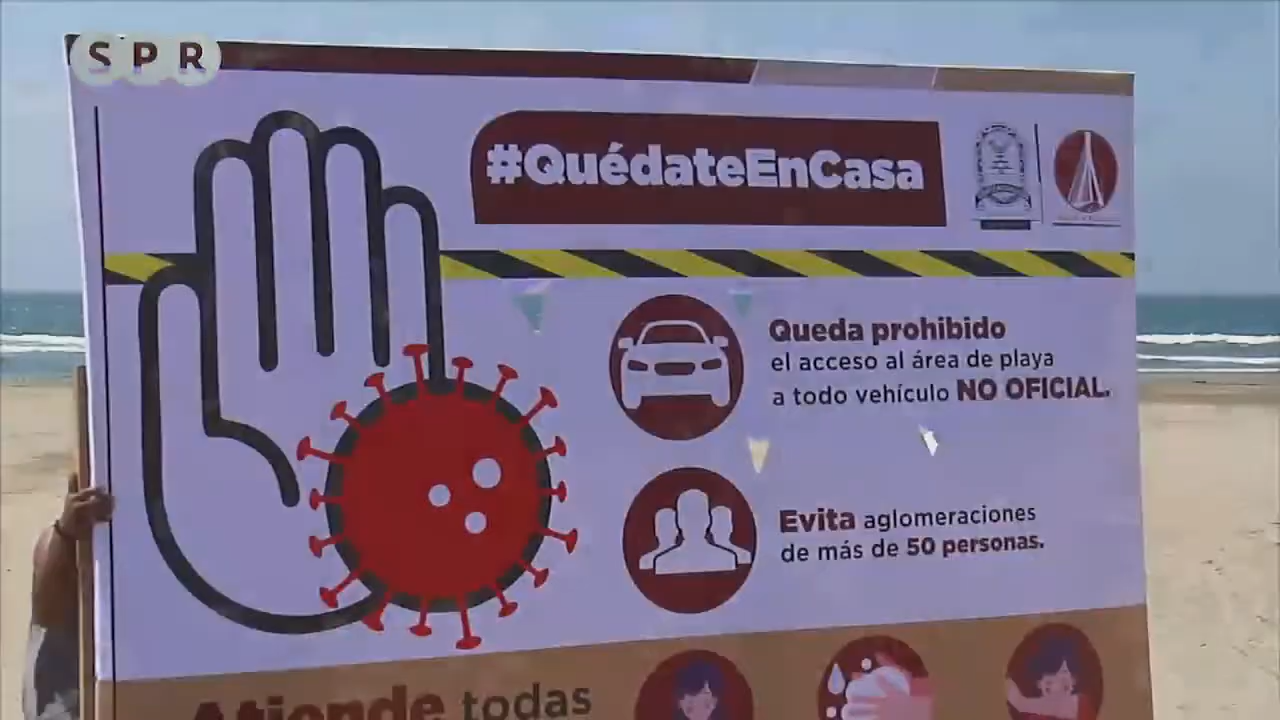 SPR
#QuédateEnCasa
Queda prohibido
el acceso al área de playa
a todo vehículo NO OFICIAL.
Evita aglomeraciones
de más de 50 personas.
Atiende todas